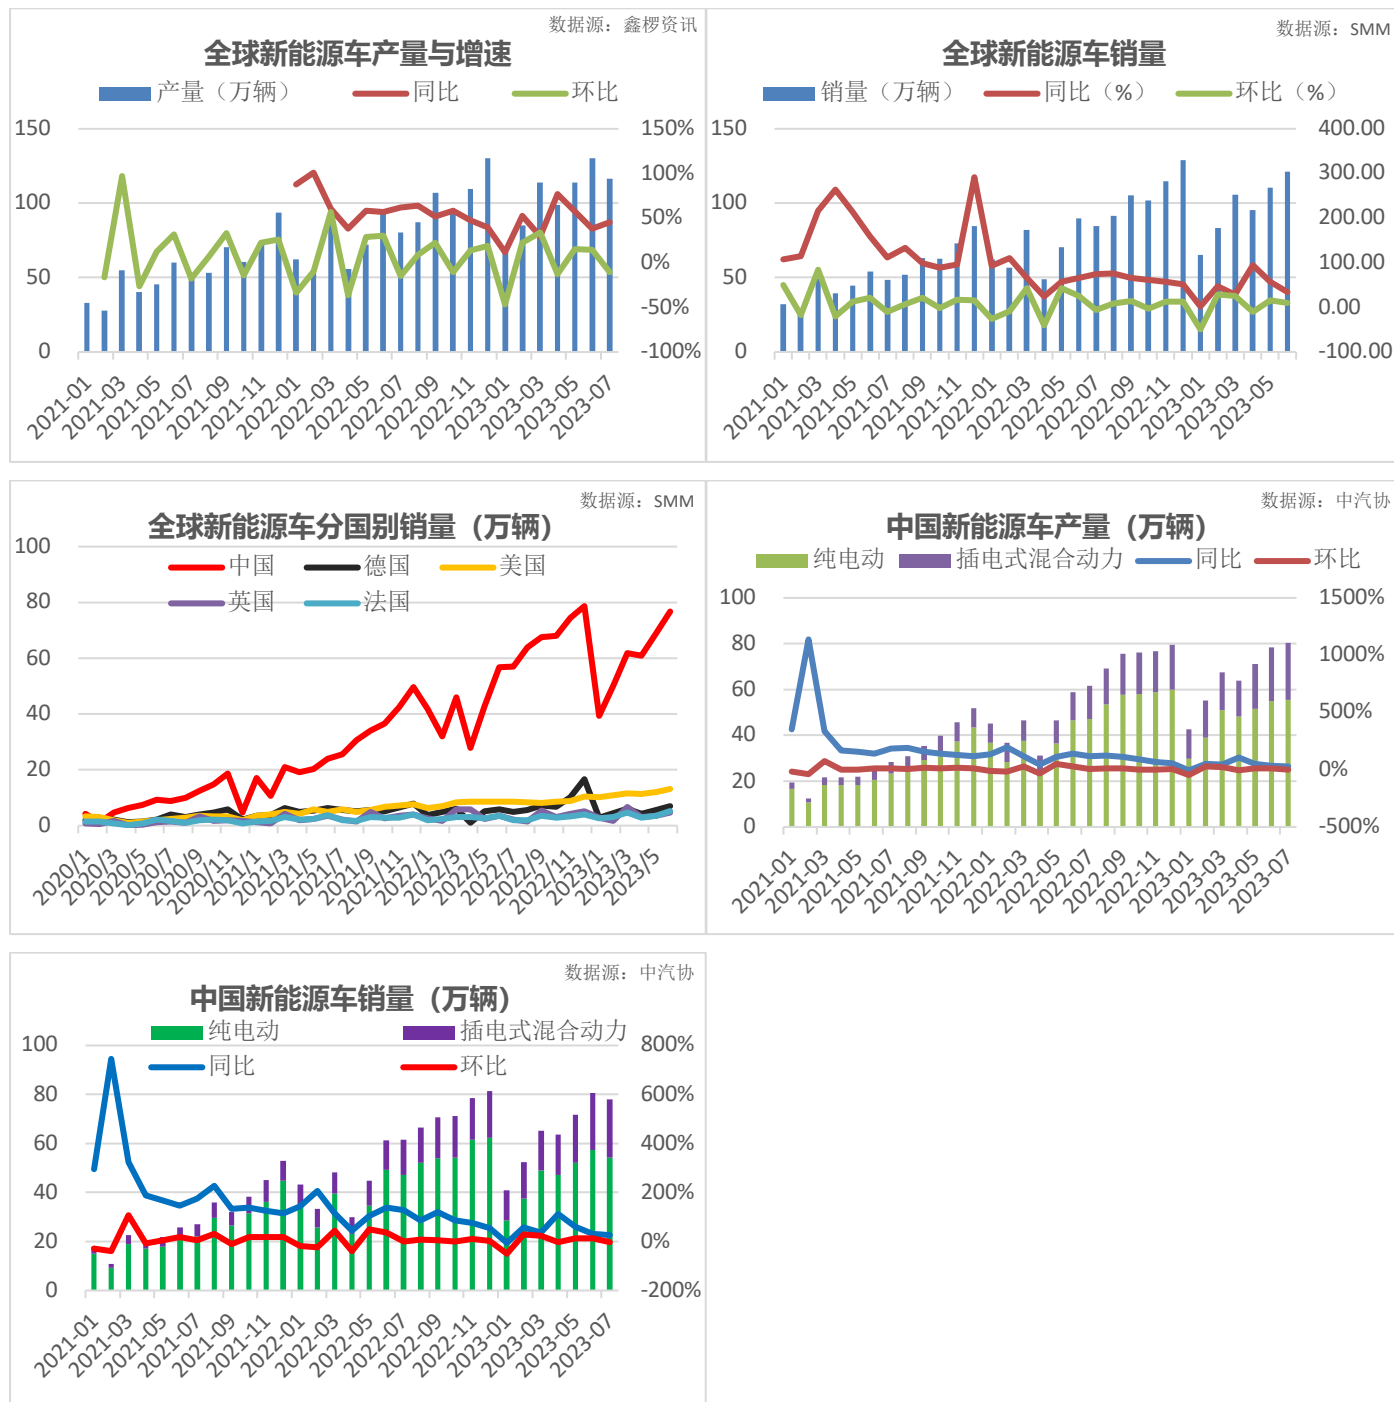 数据源：鑫椤资讯
全球新能源车产量与增速
产量（万辆） 同比 环比
150 150%
100%
100 50%
0%
50 -50%
0 -100%
2021-01 2021-03 2021-05 2021-07 2021-09 2021-11 2022-01 2022-03 2022-05 2022-07 2022-09 2022-11 2023-01 2023-03 2023-05 2023-07
数据源：SMM
全球新能源车销量
销量（万辆） 同比（%） 环比（%）
150 400.00
300.00
100 200.00
100.00
50 0.00
0 -100.00
2021-01 2021-03 2021-05 2021-07 2021-09 2021-11 2022-01 2022-03 2022-05 2022-07 2022-09 2022-11 2023-01 2023-03 2023-05
数据源：SMM
全球新能源车分国别销量（万辆）
中国 德国 美国
英国 法国
100
80
60
40
20
0
2020/1 2020/3 2020/5 2020/7 2020/9 2020/11 2021/1 2021/3 2021/5 2021/7 2021/9 2021/11 2022/1 2022/3 2022/5 2022/7 2022/9 2022/11 2023/1 2023/3 2023/5
数据源：中汽协
中国新能源车产量（万辆）
纯电动 插电式混合动力 同比 环比
100 1500%
80 1000%
60 500%
40
20 0%
0 -500%
2021-01 2021-03 2021-05 2021-07 2021-09 2021-11 2022-01 2022-03 2022-05 2022-07 2022-09 2022-11 2023-01 2023-03 2023-05 2023-07
数据源：中汽协
中国新能源车销量（万辆）
纯电动 插电式混合动力
同比 环比
100 800%
80 600%
60 400%
40 200%
20 0%
0 -200%
2021-01 2021-03 2021-05 2021-07 2021-09 2021-11 2022-01 2022-03 2022-05 2022-07 2022-09 2022-11 2023-01 2023-03 2023-05 2023-07